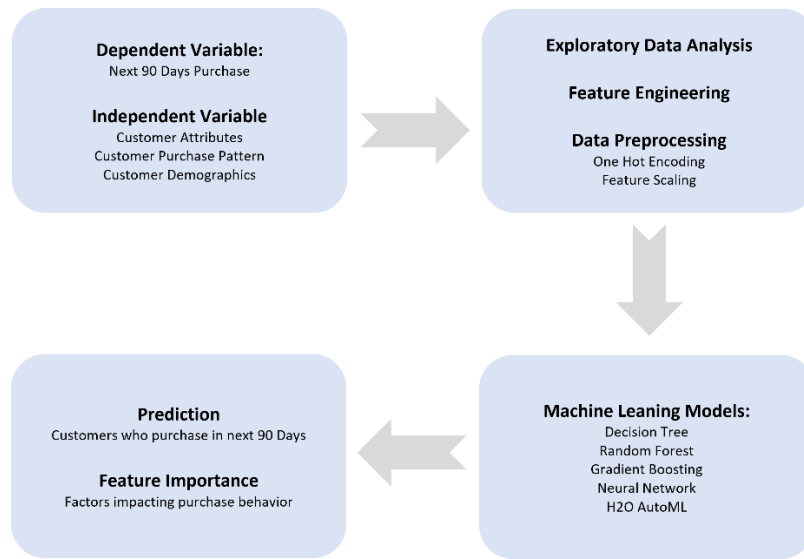 Dependent Variable:
Next 90 Days Purchase
Independent Variable
Customer Attributes
Customer Purchase Pattern
Customer Demographics
Exploratory Data Analysis
Feature Engineering
Data Preprocessing
One Hot Encoding
Feature Scaling
Machine Leaning Models:
Decision Tree
Random Forest
Gradient Boosting
Neural Network
H2O AutoML
Prediction
Customers who purchase in next 90 Days
Feature Importance
Factors impacting purchase behavior